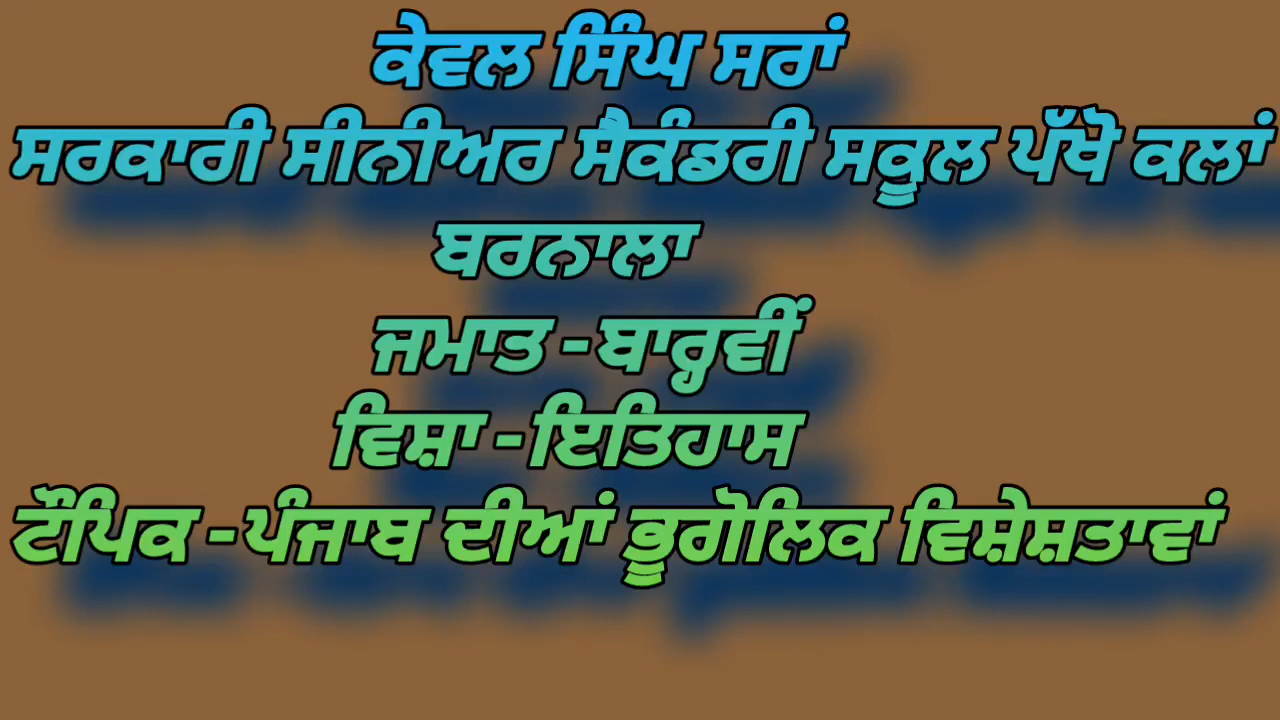 ਕੇਵਲ ਸਿੰਘ ਸਰਾਂ
ਸਰਕਾਰੀ ਸੀਨੀਅਰ ਸੈਕੰਡਰੀ ਸਕੂਲ ਪੱਖੋ ਕਲਾਂ
ਬਰਨਾਲਾ
ਜਮਾਤ -ਬਾਰ੍ਹਵੀਂ
ਵਿਸ਼ਾ -ਇਤਿਹਾਸ
ਟੌਪਿਕ -ਪੰਜਾਬ ਦੀਆਂ ਭੂਗੋਲਿਕ ਵਿਸ਼ੇਸ਼ਤਾਵਾਂ